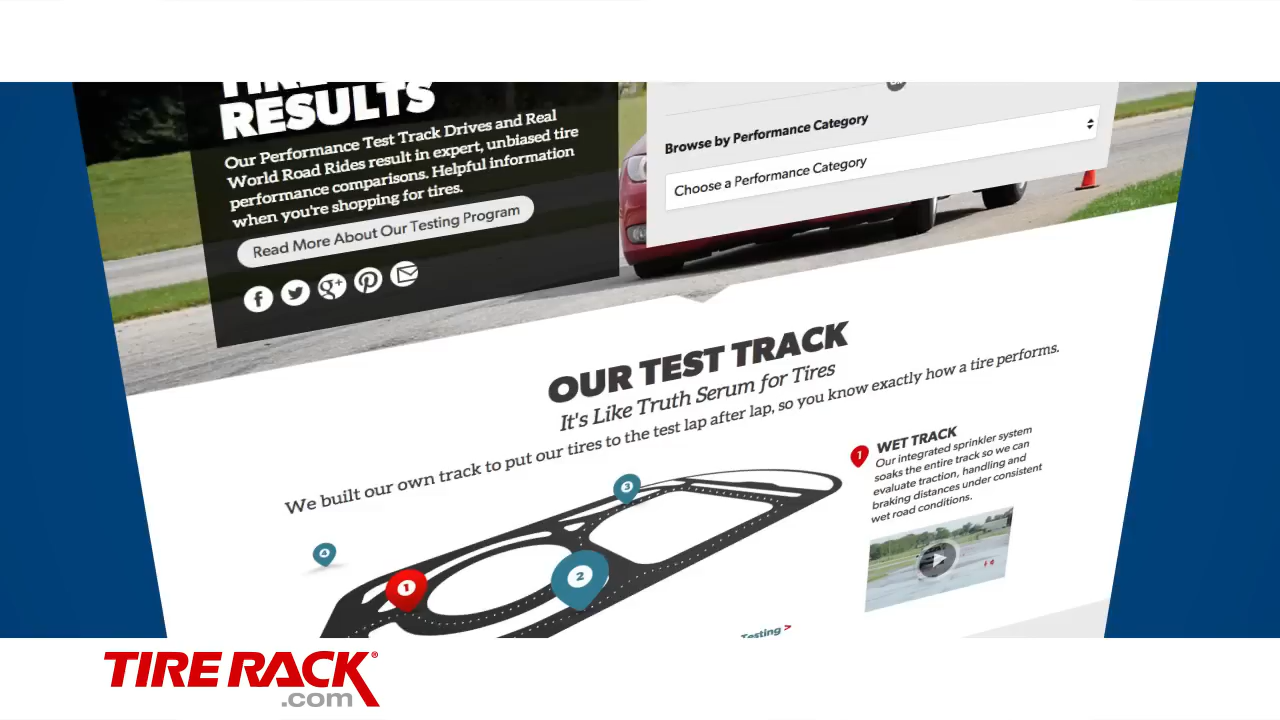 TIRE
RESULTS
Our Performance Test Track Drives and Real
World Road Rides result in expert, unbiased tire
performance comparisons. Helpful information
when you're shopping for tires.
Read More About Our Testing Program
Browse by Performance Category
Choose a Performance Category
OUR TEST TRACK
It's Like Truth Serum for Tires
We built our own track to put our tires to the test lap after lap, so you know exactly how a tire performs.
1
WET TRACK
Our integrated sprinkler system
soaks the entire track so we can
evaluate traction, handling and
braking distances under consistent
wet road conditions.
3
4
1
2
Testing >
TIRE RACK®
.com